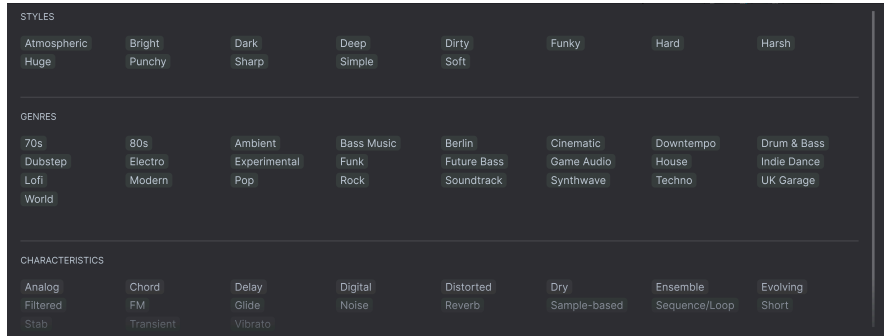 STYLES
Atmospheric Bright Dark Deep Dirty Funky Hard Harsh
Huge Punchy Sharp Simple Soft
GENRES
70s 80s Ambient Bass Music Berlin Cinematic Downtempo Drum & Bass
Dubstep Electro Experimental Funk Future Bass Game Audio House Indie Dance
Lofi Modern Pop Rock Soundtrack Synthwave Techno UK Garage
World
CHARACTERISTICS
Analog Chord Delay Digital Distorted Dry Ensemble Evolving
Filtered FM Glide Noise Reverb Sample-based Sequence/Loop Short
Stab Transient Vibrato